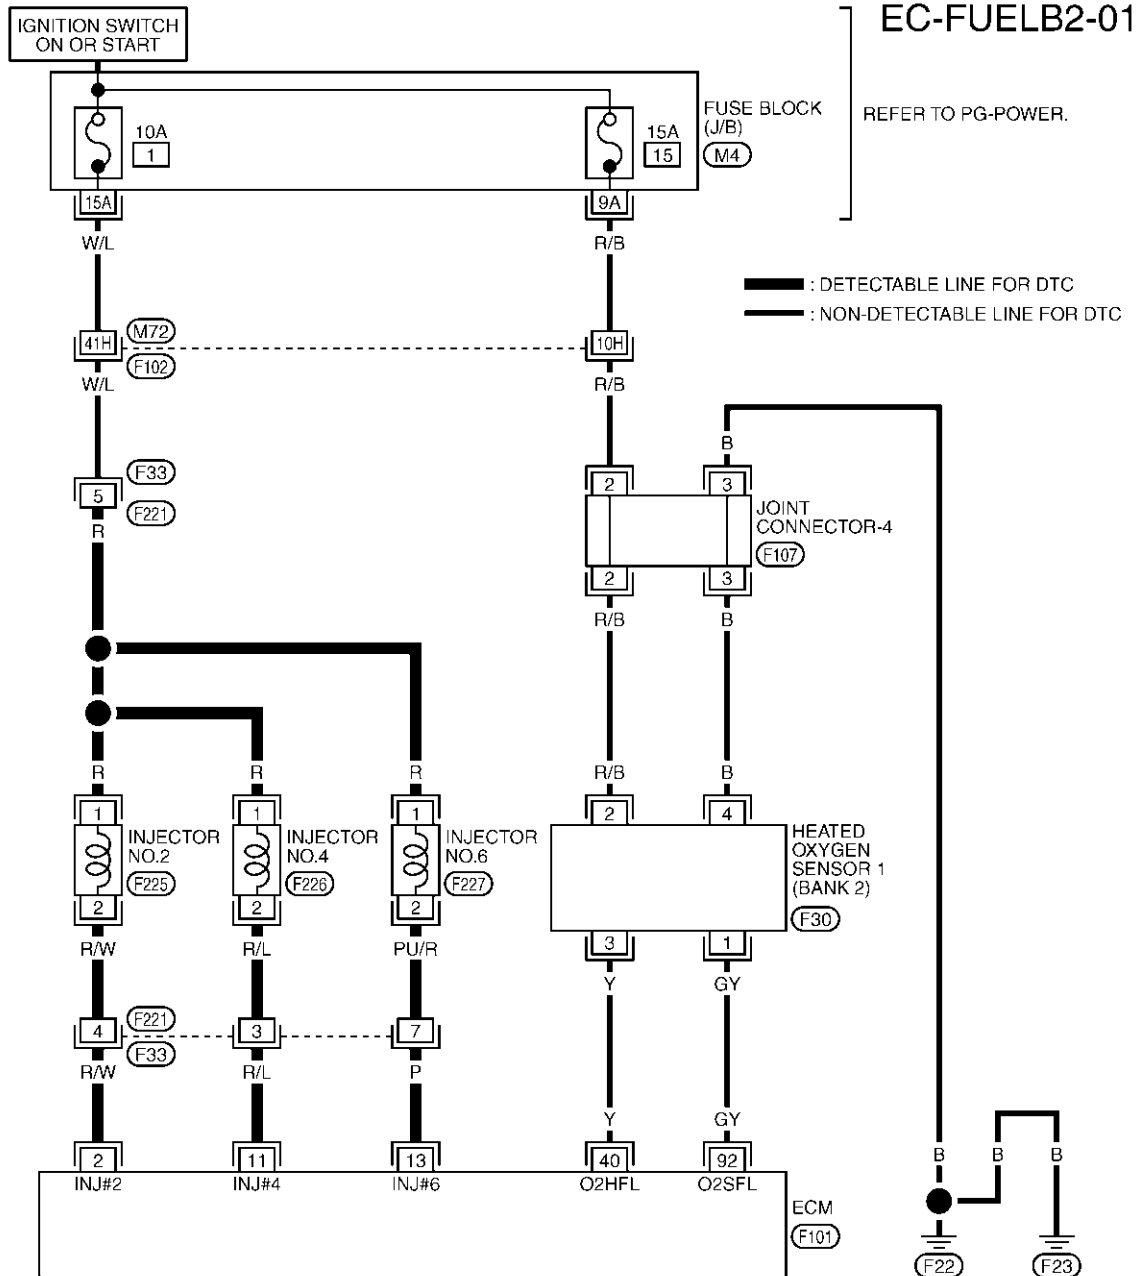 EC-FUELB2-01
IGNITION SWITCH
ON OR START
FUSE BLOCK
(J/B)
M4
REFER TO PG-POWER.
10A
1
15A
15
15A
9A
W/L
R/B
: DETECTABLE LINE FOR DTC
: NON-DETECTABLE LINE FOR DTC
41H
M72
F102
10H
W/L
R/B
B
5
F33
F221
2
3
JOINT
CONNECTOR-4
F107
R
2
3
R/B
B
R
R
R
R/B
B
1
1
1
2
4
INJECTOR
NO.2
F225
INJECTOR
NO.4
F226
INJECTOR
NO.6
F227
HEATED
OXYGEN
SENSOR 1
(BANK 2)
F30
2
2
2
3
1
R/W
R/L
PU/R
Y
GY
4
F221
F33
3
7
R/W
R/L
P
Y
GY
B
B
B
2
11
13
40
92
INJ#2
INJ#4
INJ#6
O2HFL
O2SFL
ECM
F101
F22
F23